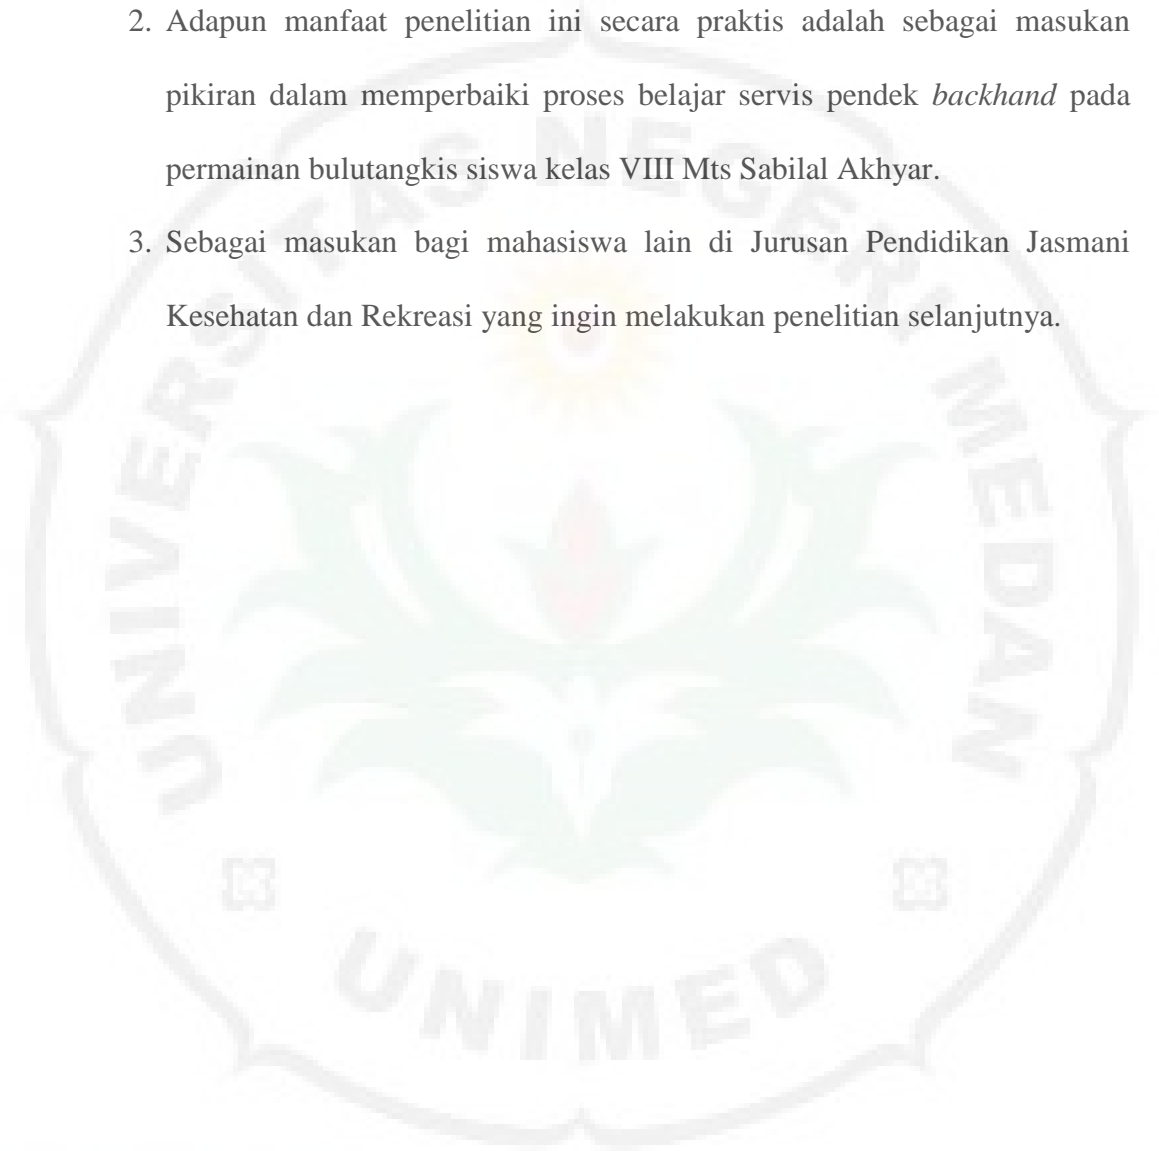 2. Adapun manfaat penelitian ini secara praktis adalah sebagai masukan
pikiran dalam memperbaiki proses belajar servis pendek backhand pada
permainan bulutangkis siswa kelas VIII Mts Sabilal Akhyar.
3. Sebagai masukan bagi mahasiswa lain di Jurusan Pendidikan Jasmani
Kesehatan dan Rekreasi yang ingin melakukan penelitian selanjutnya.
UNIVERSITAS NEGERI MEDAN
UNIMED